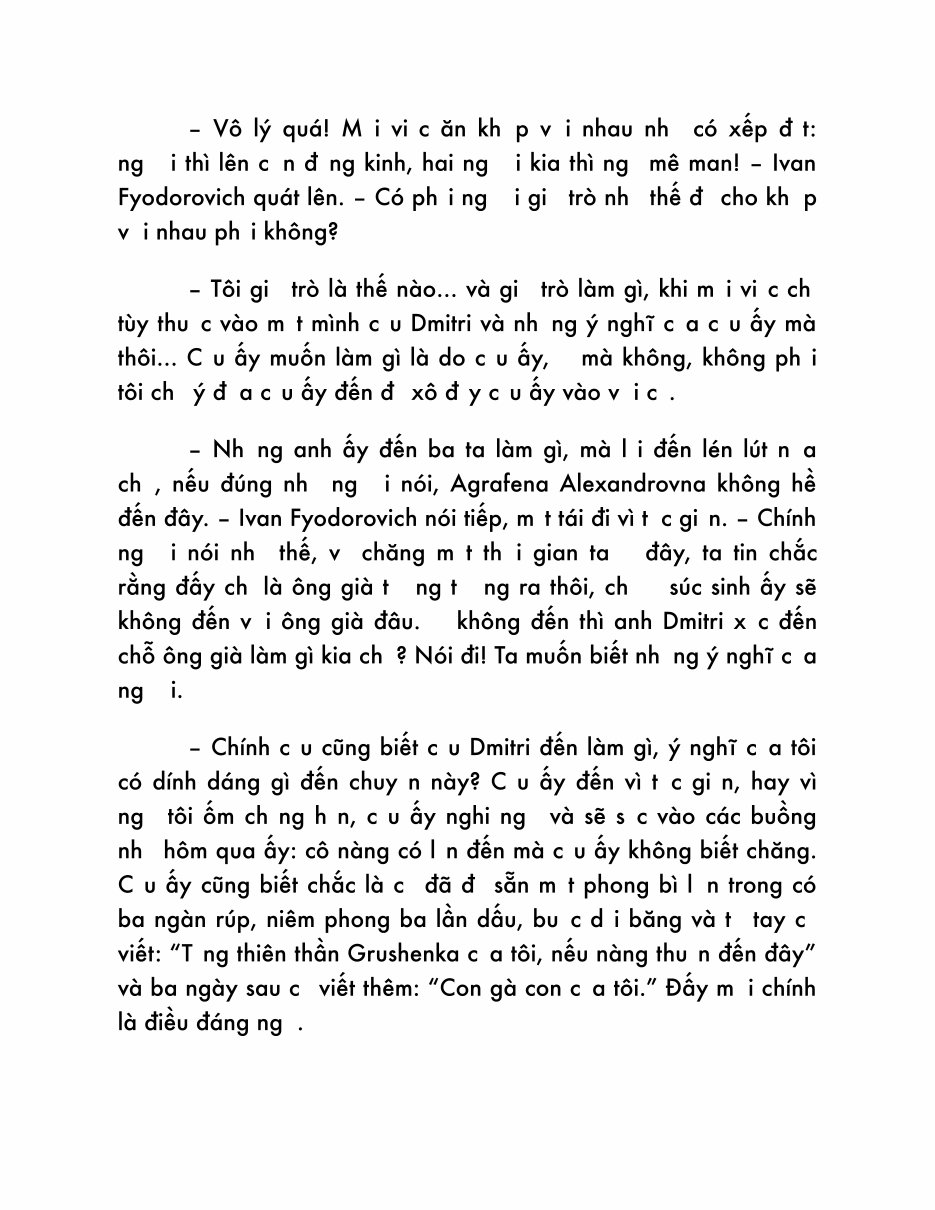 – Vô lý quá! M i vi c ăn kh p v i nhau nh có xếp đ t:
ng i thì lên c n đ ng kinh, hai ng i kia thì ng mê man! – Ivan
Fyodorovich quát lên. – Có ph i ng i gi trò nh thế đ cho kh p
v i nhau ph i không?
– Tôi gi trò là thế nào... và gi trò làm gì, khi m i vi c ch
tùy thu c vào m t mình c u Dmitri và nh ng ý nghĩ c a c u ấy mà
thôi... C u ấy muốn làm gì là do c u ấy, mà không, không ph i
tôi ch ý đ a c u ấy đến đ xô đ y c u ấy vào v i c .
– Nh ng anh ấy đến ba ta làm gì, mà l i đến lén lút n a
ch , nếu đúng nh ng i nói, Agrafena Alexandrovna không hề
đến đây. – Ivan Fyodorovich nói tiếp, m t tái đi vì t c gi n. – Chính
ng i nói nh thế, v chăng m t th i gian ta đây, ta tin chắc
rằng đấy ch là ông già t ng t ng ra thôi, ch súc sinh ấy sẽ
không đến v i ông già đâu. không đến thì anh Dmitri x c đến
chỗ ông già làm gì kia ch ? Nói đi! Ta muốn biết nh ng ý nghĩ c a
ng i.
– Chính c u cũng biết c u Dmitri đến làm gì, ý nghĩ c a tôi
có dính dáng gì đến chuy n này? C u ấy đến vì t c gi n, hay vì
ng tôi ốm ch ng h n, c u ấy nghi ng và sẽ s c vào các buồng
nh hôm qua ấy: cô nàng có l n đến mà c u ấy không biết chăng.
C u ấy cũng biết chắc là c đã đ sẵn m t phong bì l n trong có
ba ngàn rúp, niêm phong ba lần dấu, bu c d i băng và t tay c
viết: “T ng thiên thần Grushenka c a tôi, nếu nàng thu n đến đây”
và ba ngày sau c viết thêm: “Con gà con c a tôi.” Đấy m i chính
là điều đáng ng .